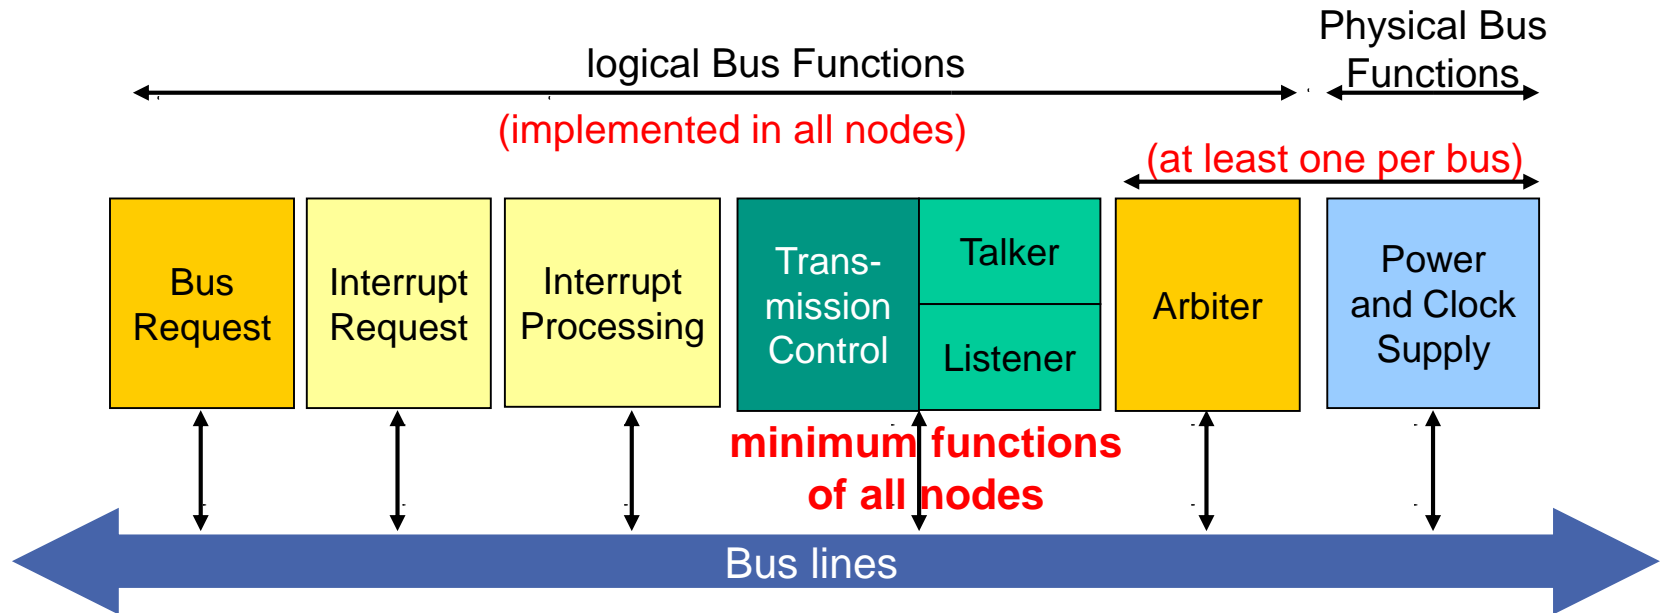 Physical Bus
Functions
logical Bus Functions
(implemented in all nodes)
(at least one per bus)
Bus
Request
Interrupt
Request
Interrupt
Processing
Trans-
mission
Control
Talker
Listener
Arbiter
Power
and Clock
Supply
minimum functions
of all nodes
Bus lines